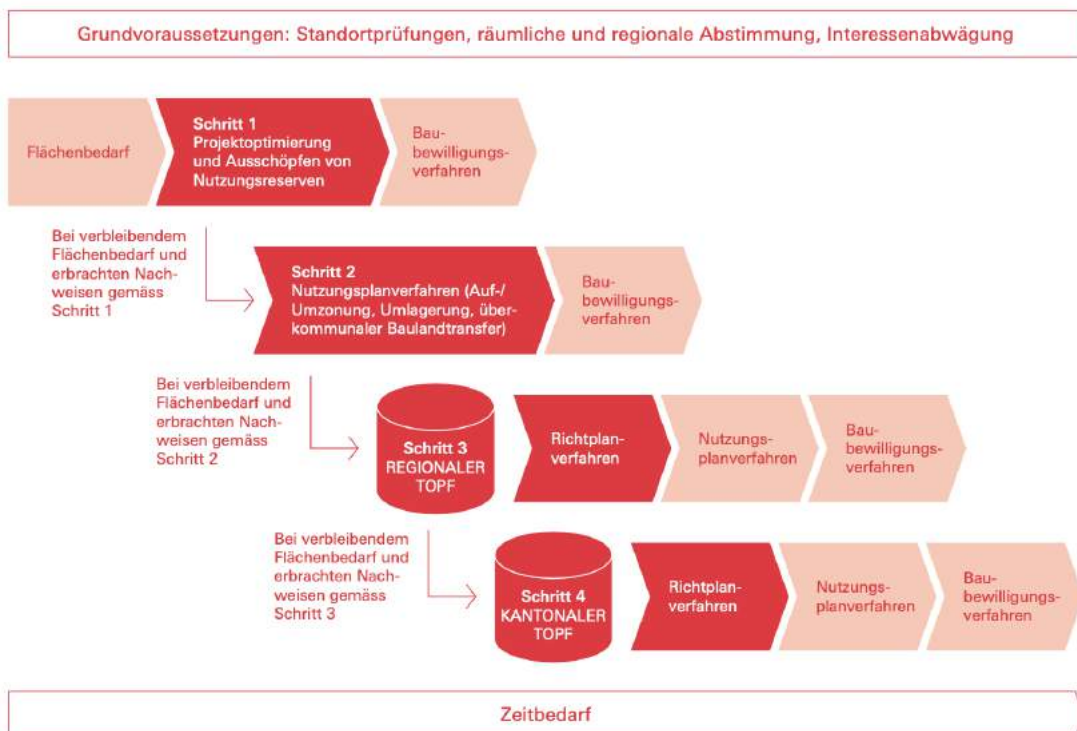 Grundvoraussetzungen: Standortprüfungen, räumliche und regionale Abstimmung, Interessenabwägung
Flächenbedarf
Schritt 1
Projektoptimierung
und Ausschöpfen von
Nutzungsreserven
Bau-
bewilligungs-
verfahren
Bei verbleibendem
Flächenbedarf und
erbrachten Nach-
weisen gemäss
Schritt 1
Schritt 2
Nutzungsplanverfahren (Auf-/
Umzonung, Umlagerung, über-
kommunaler Baulandtransfer)
Bau-
bewilligungs-
verfahren
Bei verbleibendem
Flächenbedarf und
erbrachten Nach-
weisen gemäss
Schritt 2
Schritt 3
REGIONALER
TOPF
Richtplan-
verfahren
Nutzungs-
planverfahren
Bau-
bewilligungs-
verfahren
Bei verbleibendem
Flächenbedarf und
erbrachten Nach-
weisen gemäss
Schritt 3
Schritt 4
KANTONALER
TOPF
Richtplan-
verfahren
Nutzungs-
planverfahren
Bau-
bewilligungs-
verfahren
Zeitbedarf